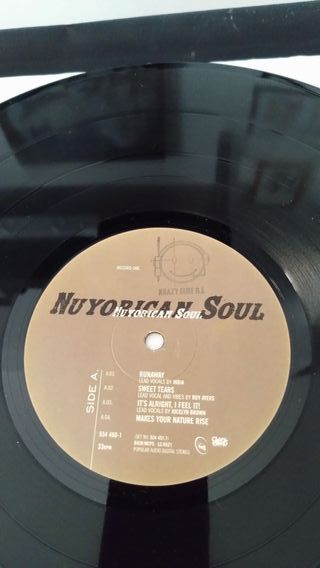 RECORD ONE.
KRAZY GIRL D.I.
NUYORICAN SOUL
NUYORICAN SOUL
SIDE A.
A.01. RUNAWAY
LEAD VOCALS BY INDIA
A.02. SWEET TEARS
LEAD VOCAL AND VIBES BY ROY AYERS
A.03. IT'S ALRIGHT, I FEEL IT!
LEAD VOCALS BY JOCELYN BROWN
A.04. MAKES YOUR NATURE RISE
534 460-1
33RPM
POPULAR AUDIO DIGITAL STEREO